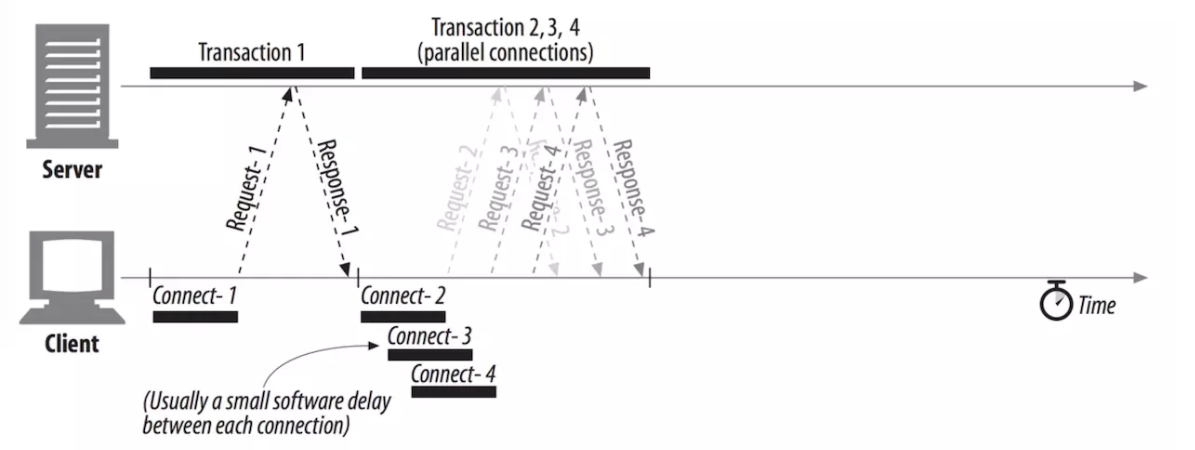 Transaction 2, 3, 4
(parallel connections)
Transaction 1
Server
Request- 1
Response- 1
Request- 2
Request- 3
Request- 4
Response- 3
Response- 4
Client
Connect- 1
Connect- 2
Connect- 3
Connect- 4
Time
(Usually a small software delay
between each connection)